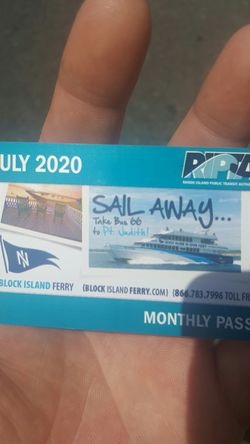 ULY 2020
RIPTA
RHODE ISLAND PUBLIC TRANSIT AUTHO
SAIL AWAY...
Take Bus 66
to Pt. Judith!
N
BLOCK ISLAND FERRY
(BLOCK ISLAND FERRY.COM) (866.783.7996 TOLL FR
MONTHLY PASS